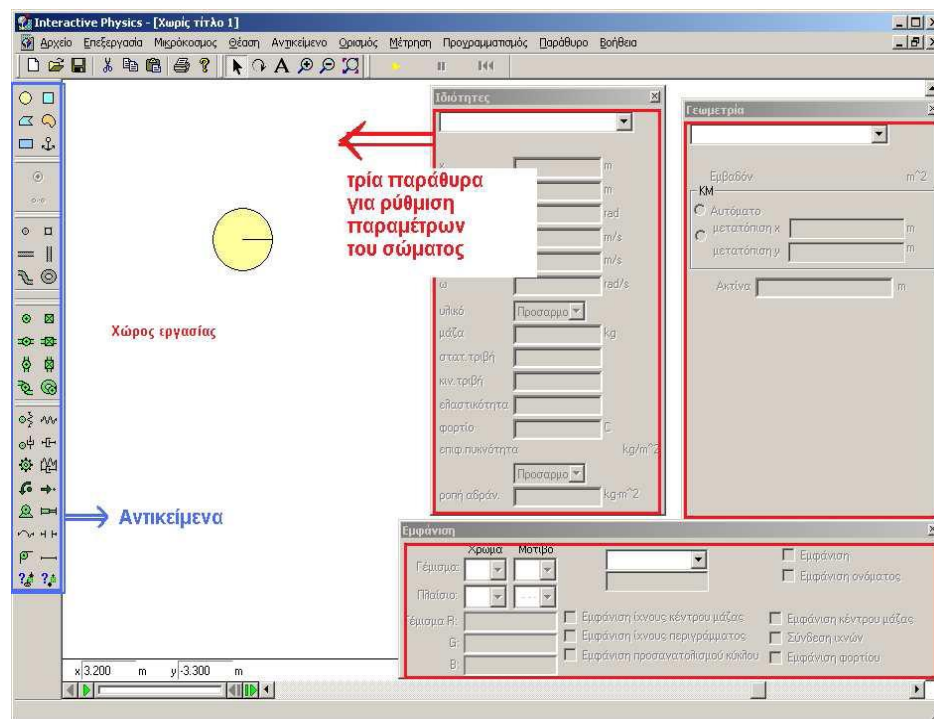 Interactive Physics - [Χωρίς τίτλο 1]
Αρχείο Επεξεργασία Μικρόκοσμος Θέαση Αντικείμενο Ορισμός Μέτρηση Προγραμματισμός Παράθυρο Βοήθεια
Ιδιότητες
x m
m
rad
m/s
m/s
ω rad/s
υλικό Προσαρμο
μάζα kg
στατ.τριβή
κιν.τριβή
ελαστικότητα
φορτίο C
επιφ.πυκνότητα kg/m^2
Προσαρμο
ροπή αδράν. kg-m^2
τρία παράθυρα
για ρύθμιση
παραμέτρων
του σώματος
Γεωμετρία
Εμβαδόν m^2
ΚΜ
Αυτόματο
μετατόπιση x m
μετατόπιση y m
Ακτίνα m
Χώρος εργασίας
Αντικείμενα
Εμφάνιση
Χρώμα Μοτίβο
Γέμισμα: Εμφάνιση
Πλαίσιο: Εμφάνιση ονόματος
Γέμισμα R: Εμφάνιση ίχνους κέντρου μάζας Εμφάνιση κέντρου μάζας
G: Εμφάνιση ίχνους περιγράμματος Σύνδεση ιχνών
B: Εμφάνιση προσανατολισμού κύκλου Εμφάνιση φορτίου
x 3.200 m y -3.300 m